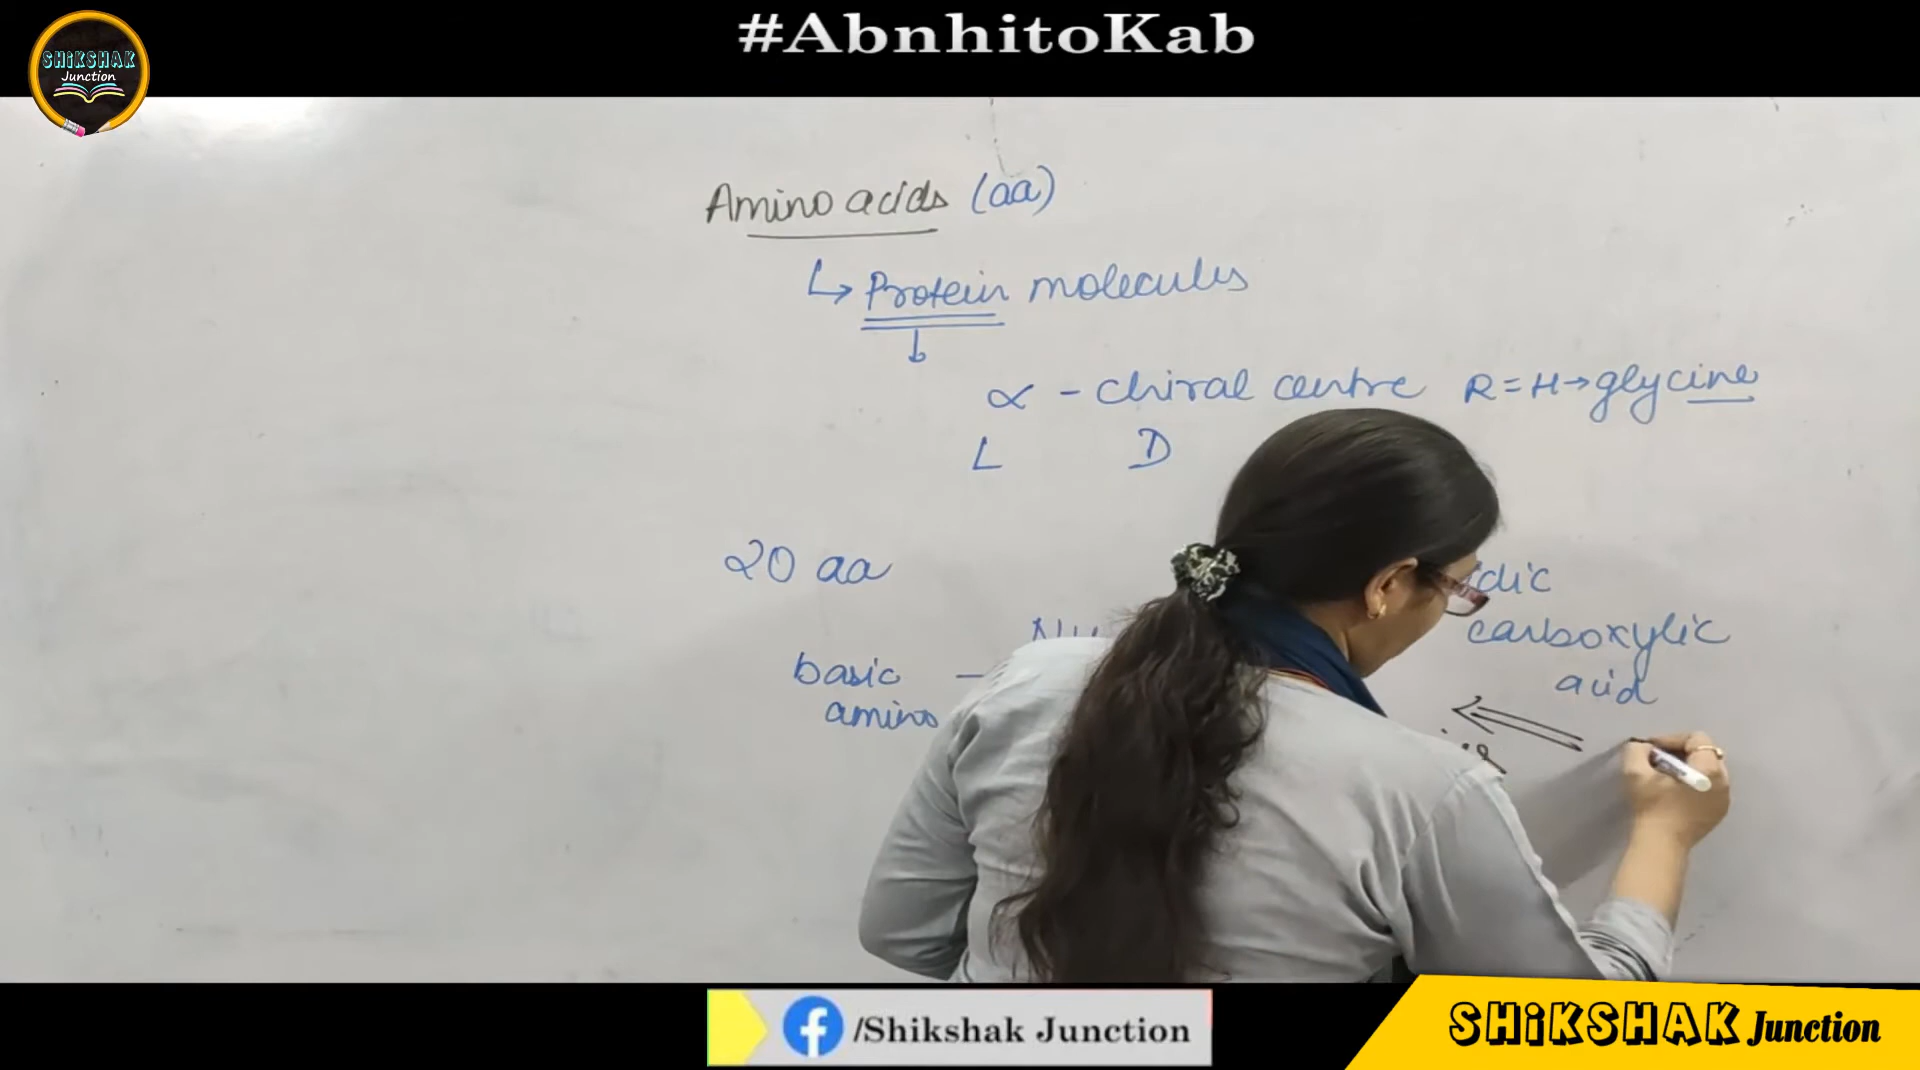 #AbnhitoKab
SHiKSHAK
Junction
Amino acids (aa)
↳ Protein molecules
α - chiral centre R = H → glycine
L D
20 aa
carboxylic
acid
basic -
amino
/Shikshak Junction
SHiKSHAK Junction